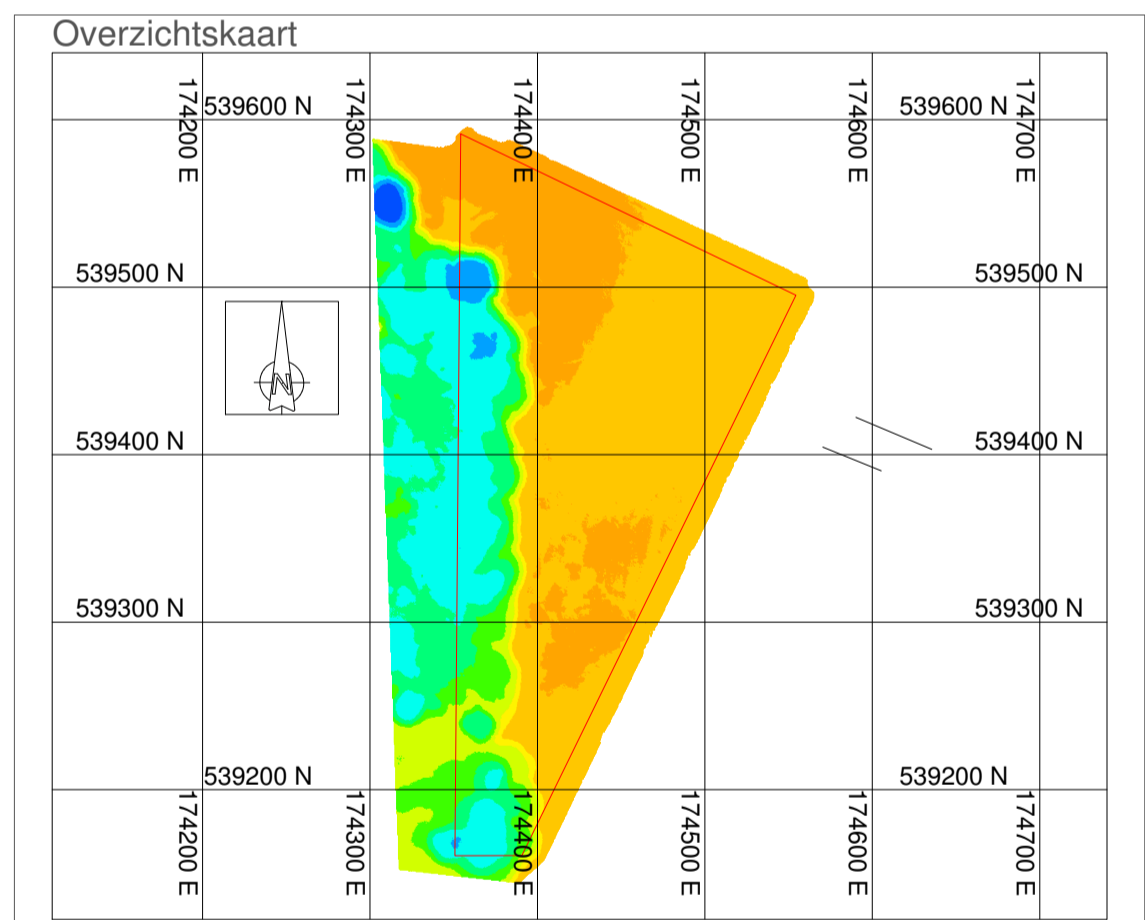 Overzichtskaart
174200 E
174300 E
174400 E
174500 E
174600 E
174700 E
539600 N
539600 N
539500 N
539500 N
N
539400 N
539400 N
539300 N
539300 N
539200 N
539200 N
174200 E
174300 E
174400 E
174500 E
174600 E
174700 E